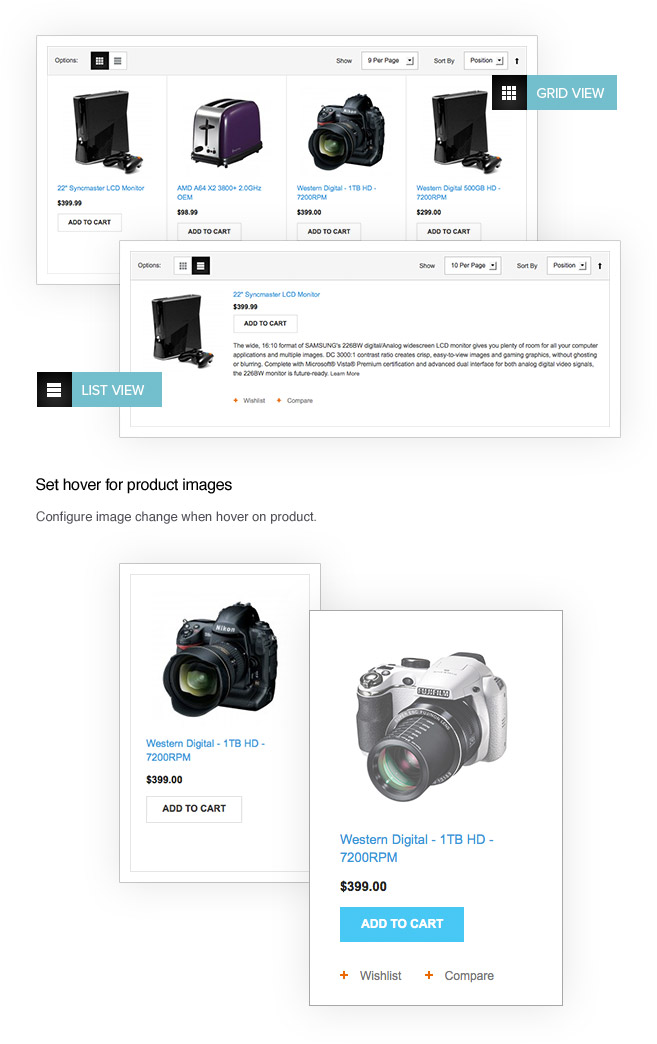 Options:
Show 9 Per Page Sort By Position
GRID VIEW
22" Syncmaster LCD Monitor
$399.99
ADD TO CART
AMD A64 X2 3800+ 2.0GHz
OEM
$98.99
ADD TO CART
Western Digital - 1TB HD -
7200RPM
$399.00
ADD TO CART
Western Digital 500GB HD -
7200RPM
$299.00
ADD TO CART
Options:
Show 10 Per Page Sort By Position
22" Syncmaster LCD Monitor
$399.99
ADD TO CART
The wide, 16:10 format of SAMSUNG's 226BW digital/Analog widescreen LCD monitor gives you plenty of room for all your computer
applications and multiple images. DC 3000:1 contrast ratio creates crisp, easy-to-view images and gaming graphics, without ghosting
or blurring. Complete with Microsoft® Vista® Premium certification and advanced dual interface for both analog digital video signals,
the 226BW monitor is future-ready. Learn More
+ Wishlist + Compare
LIST VIEW
Set hover for product images
Configure image change when hover on product.
Nikon
Western Digital - 1TB HD -
7200RPM
$399.00
ADD TO CART
FUJIFILM
Western Digital - 1TB HD -
7200RPM
$399.00
ADD TO CART
+ Wishlist + Compare